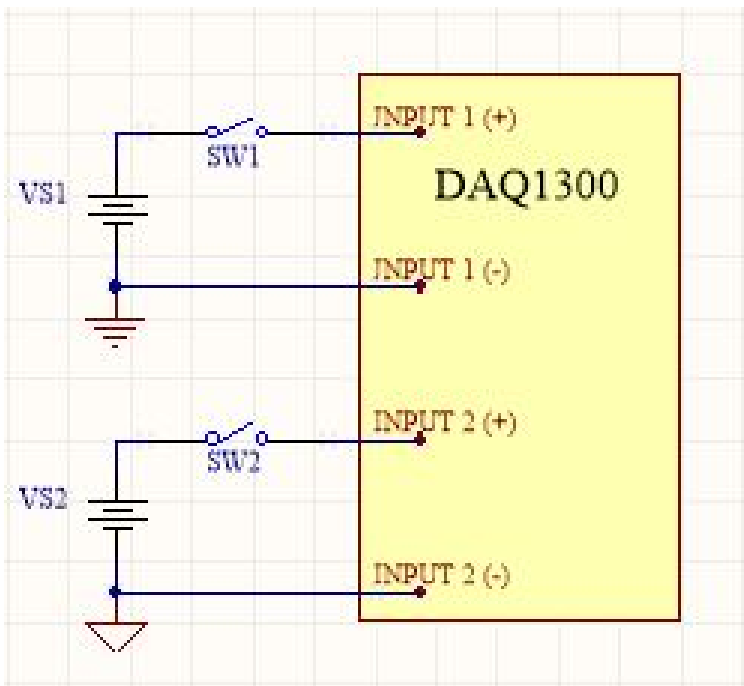 INPUT 1 (+)
SW1
DAQ1300
VS1
INPUT 1 (-)
INPUT 2 (+)
SW2
VS2
INPUT 2 (-)